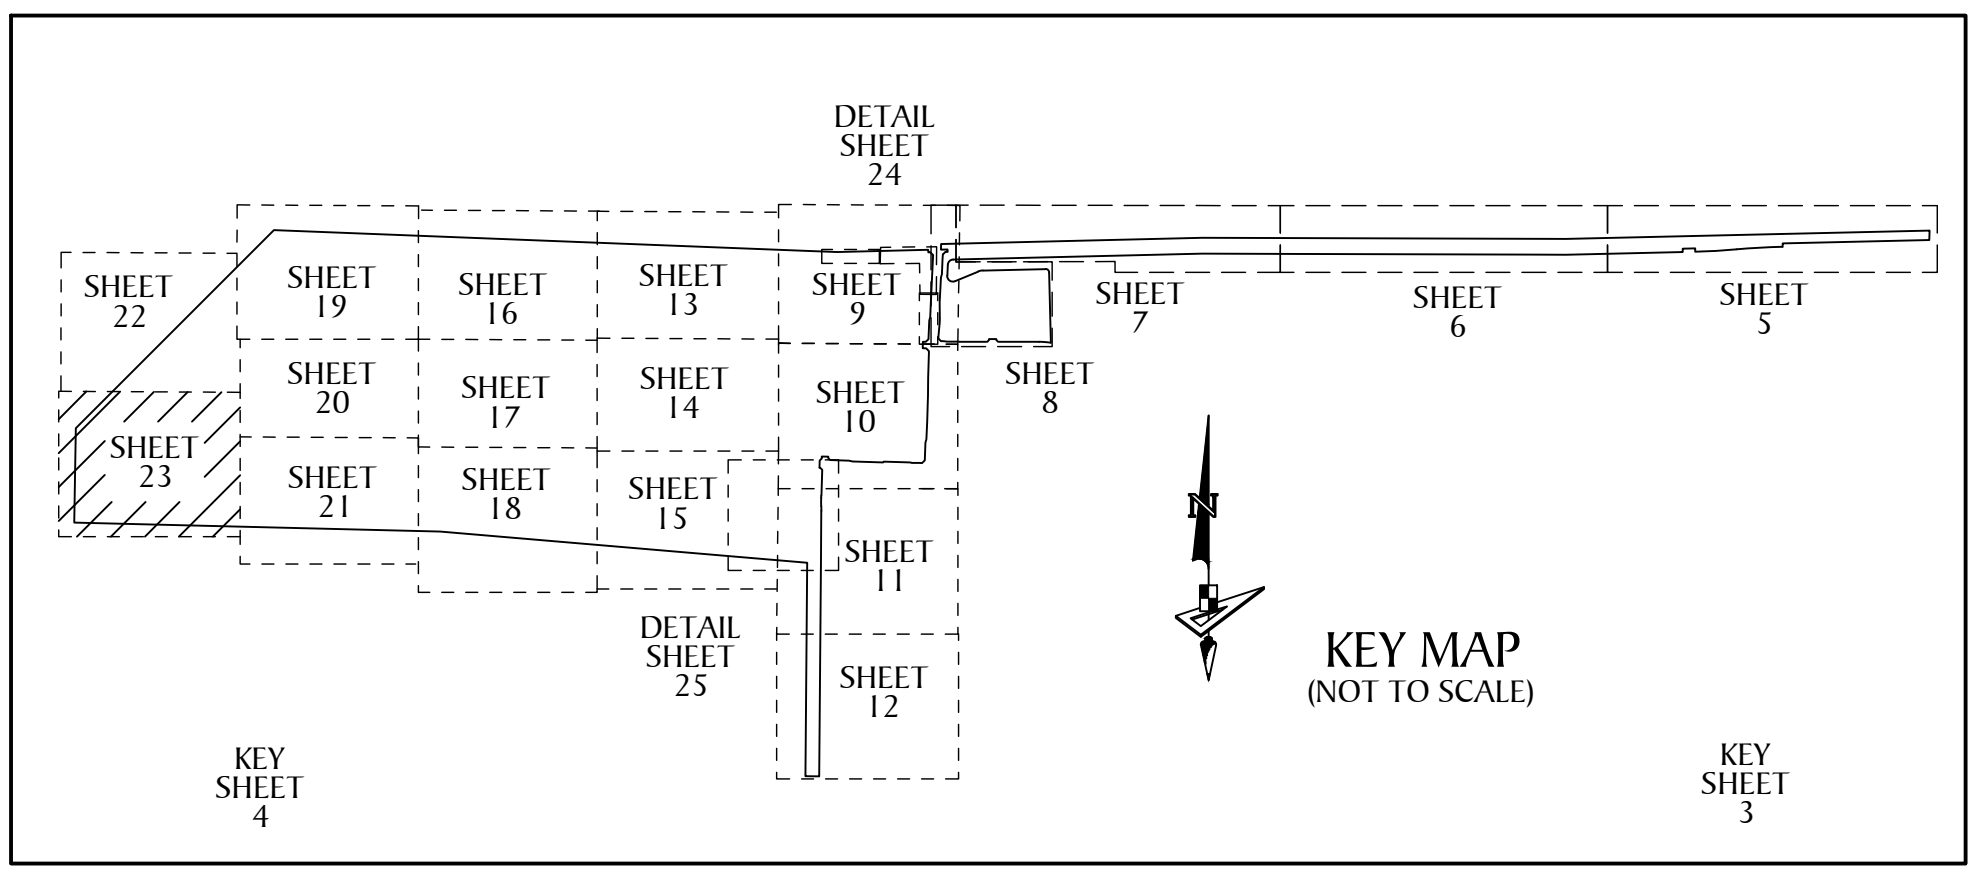 DETAIL
SHEET
24
SHEET
22
SHEET
19
SHEET
16
SHEET
13
SHEET
9
SHEET
7
SHEET
6
SHEET
5
SHEET
20
SHEET
17
SHEET
14
SHEET
10
SHEET
8
SHEET
23
SHEET
21
SHEET
18
SHEET
15
SHEET
11
N
DETAIL
SHEET
25
SHEET
12
KEY MAP
(NOT TO SCALE)
KEY
SHEET
4
KEY
SHEET
3